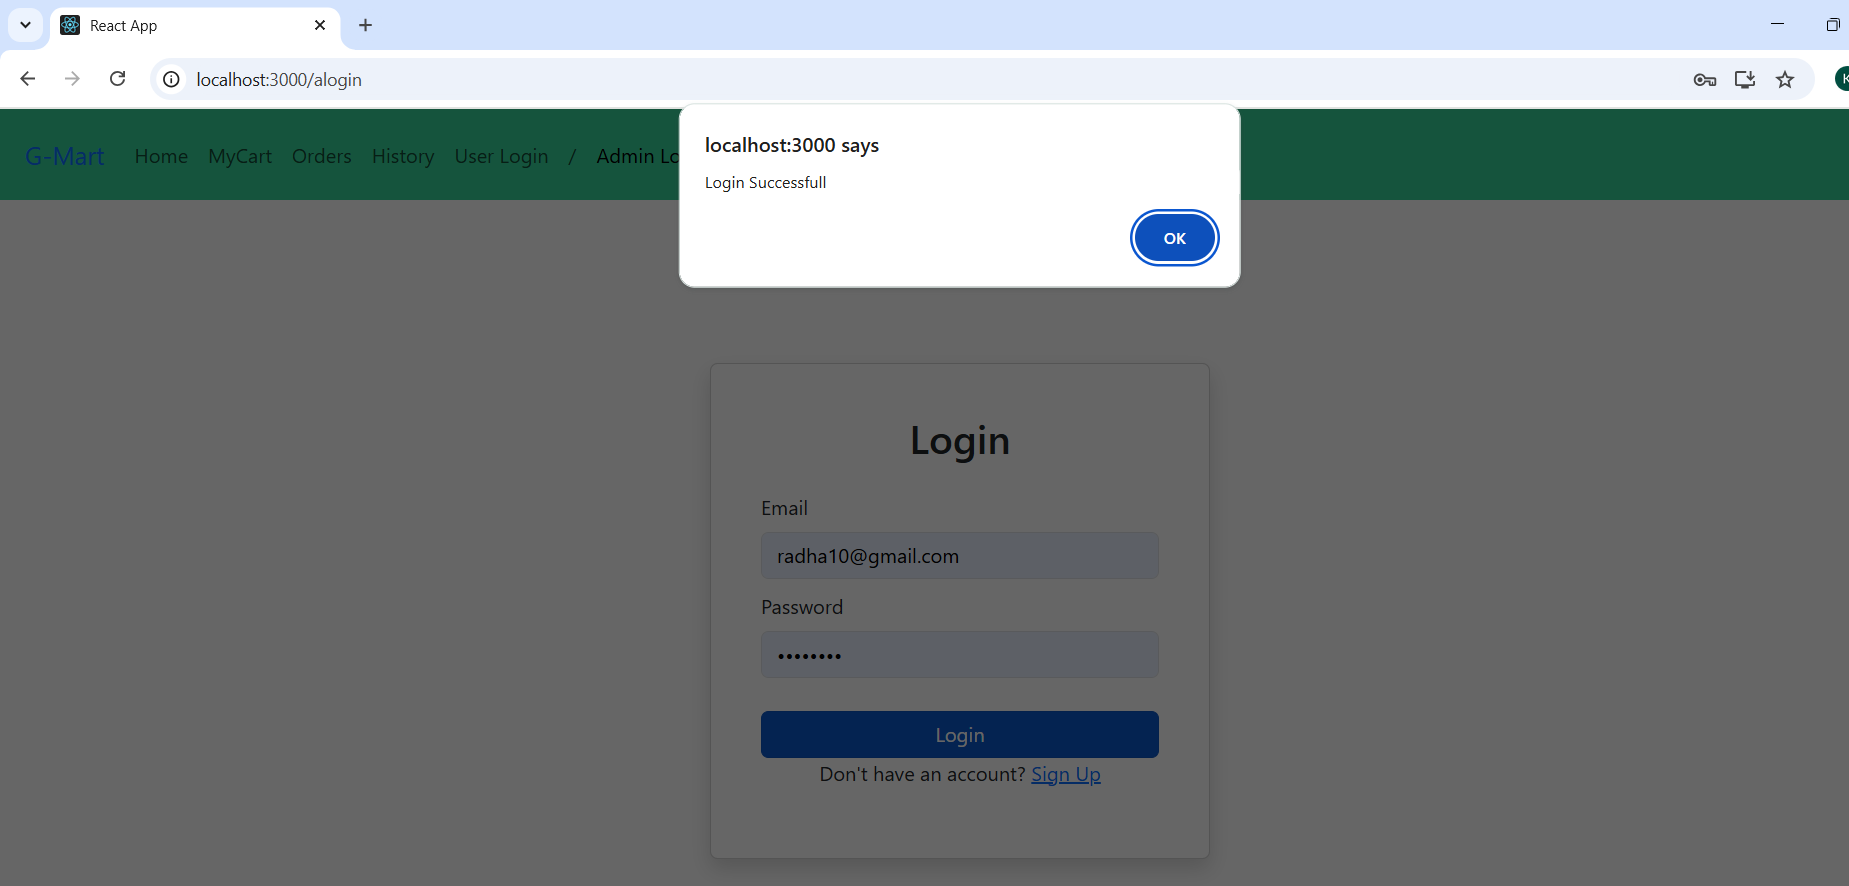 React App
localhost:3000/alogin
G-Mart Home MyCart Orders History User Login / Admin
localhost:3000 says
Login Successfull
OK
Login
Email
radha10@gmail.com
Password
••••••••
Login
Don't have an account? Sign Up